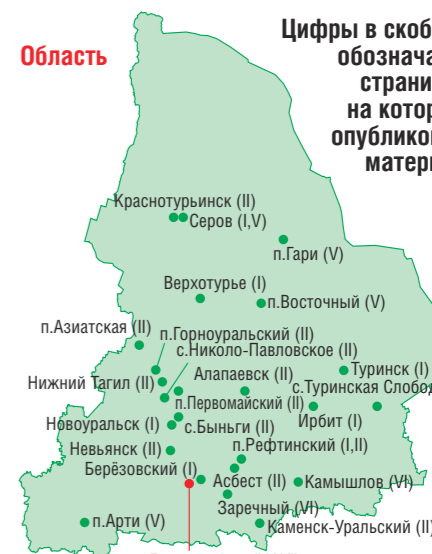 Область
Цифры в скоб
обознача
страни
на котор
опубликов
матери
Краснотурьинск (II)
Серов (I,V)
п.Гари (V)
Верхотурье (I)
п.Восточный (V)
п.Азиатская (II)
п.Горноуральский (II)
с.Николо-Павловское (II)
Туринск (I)
Нижний Тагил (II)
Алапаевск (II)
с.Туринская Слобод
п.Первомайский (II)
Ирбит (I)
Новоуральск (I)
с.Быньги (II)
Невьянск (II)
п.Рефтинский (I,II)
Берёзовский (I)
Асбест (II)
Камышлов (VI)
Заречный (VI)
п.Арти (V)
Каменск-Уральский (II)